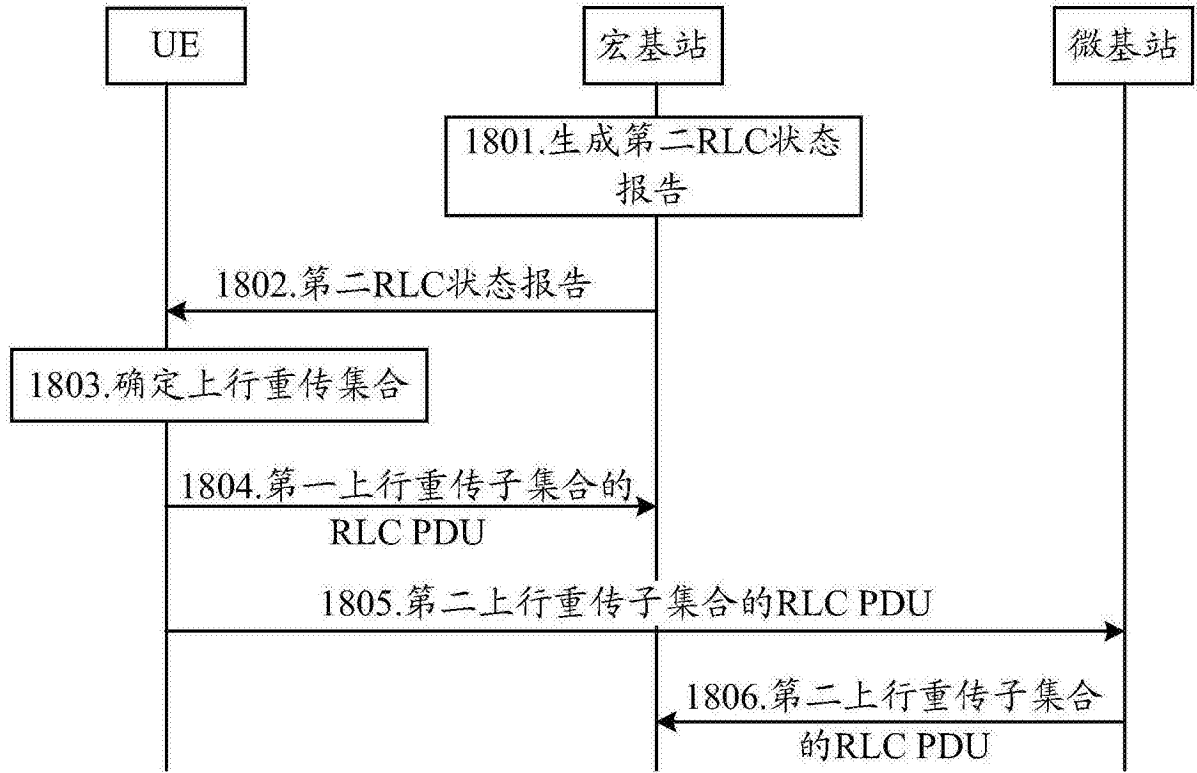 UE
宏基站
微基站
1801.生成第二RLC状态
报告
1802.第二RLC状态报告
1803.确定上行重传集合
1804.第一上行重传子集合的
RLC PDU
1805.第二上行重传子集合的RLC PDU
1806.第二上行重传子集合
的RLC PDU